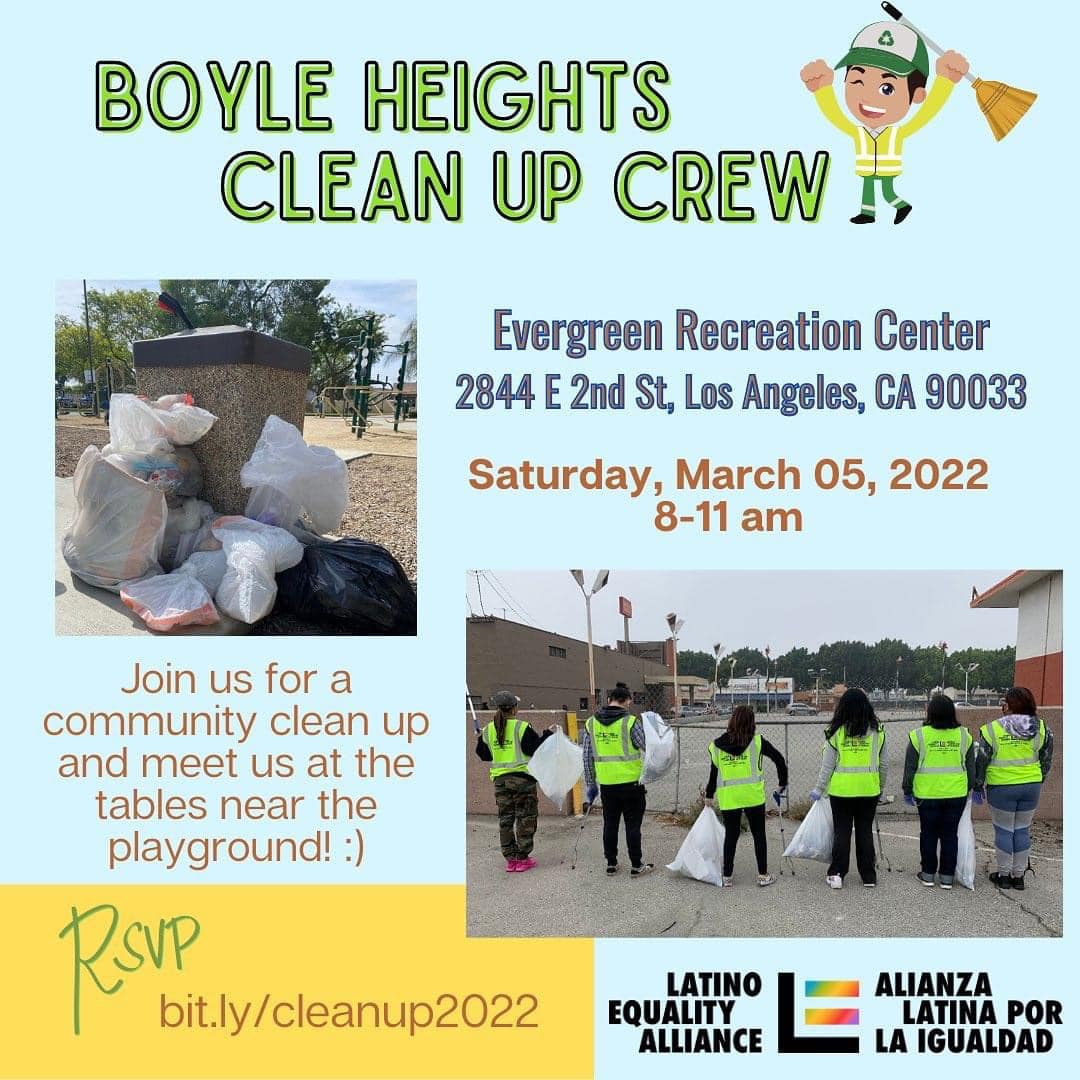 BOYLE HEIGHTS
CLEAN UP CREW
Evergreen Recreation Center
2844 E 2nd St, Los Angeles, CA 90033
Saturday, March 05, 2022
8-11 am
Join us for a
community clean up
and meet us at the
tables near the
playground! :)
RSVP
bit.ly/cleanup2022
LATINO
EQUALITY
ALLIANCE
LE
ALIANZA
LATINA POR
LA IGUALDAD